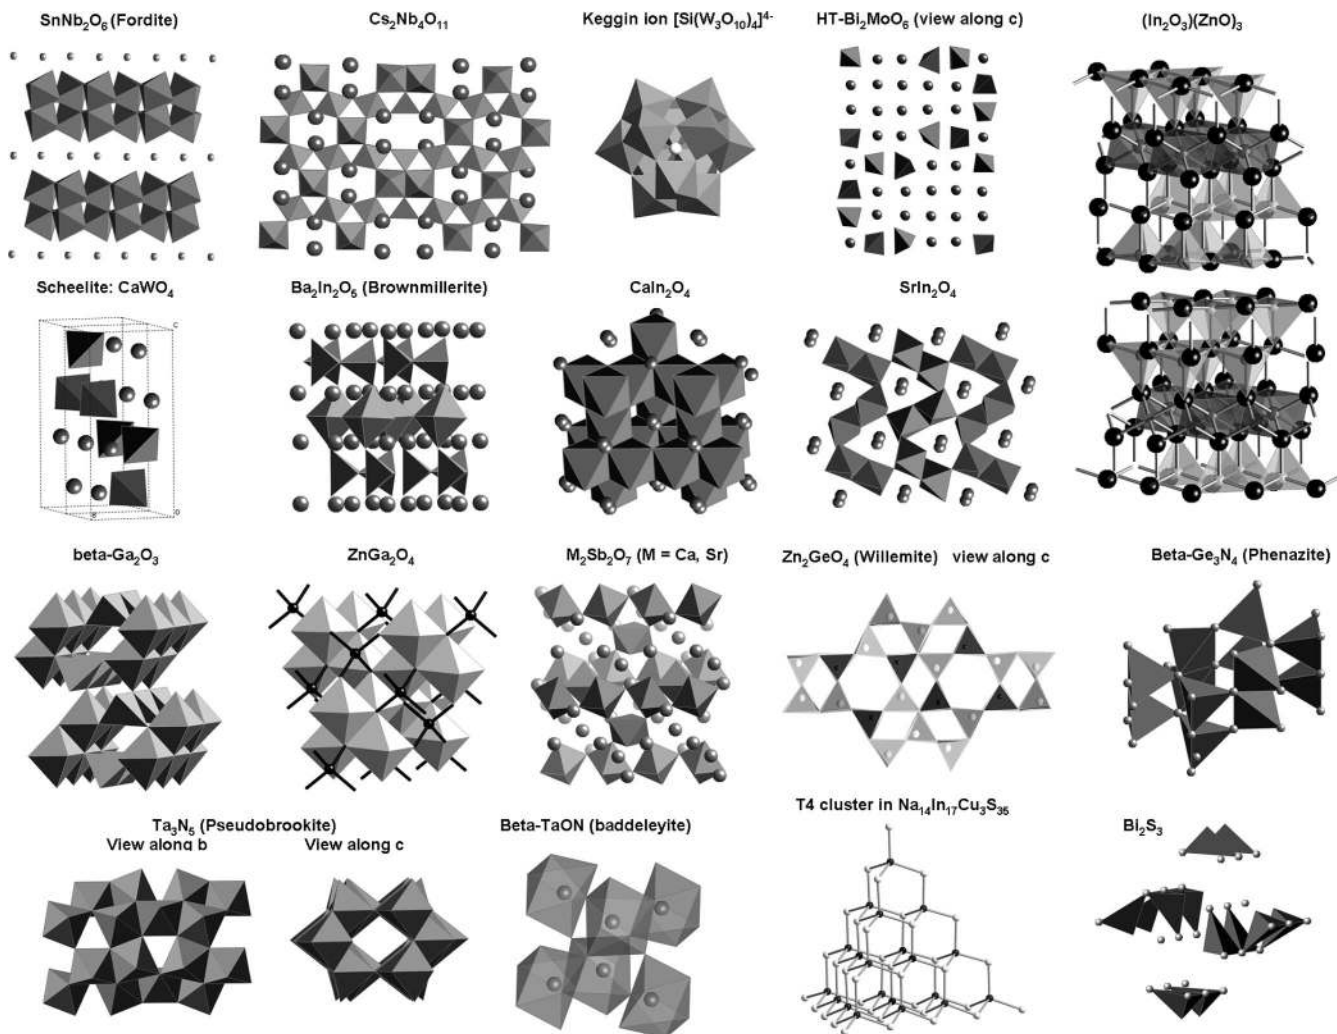 SnNb₂O₆ (Fordite)
Cs₂Nb₄O₁₁
Keggin ion [Si(W₃O₁₀)₄]⁴⁻
HT-Bi₂MoO₆ (view along c)
(In₂O₃)(ZnO)₃
Scheelite: CaWO₄
Ba₂In₂O₅ (Brownmillerite)
CaIn₂O₄
SrIn₂O₄
beta-Ga₂O₃
ZnGa₂O₄
M₂Sb₂O₇ (M = Ca, Sr)
Zn₂GeO₄ (Willemite) view along c
Beta-Ge₃N₄ (Phenazite)
Ta₃N₅ (Pseudobrookite)
View along b View along c
Beta-TaON (baddeleyite)
T4 cluster in Na₁₄In₁₇Cu₃S₃₅
Bi₂S₃